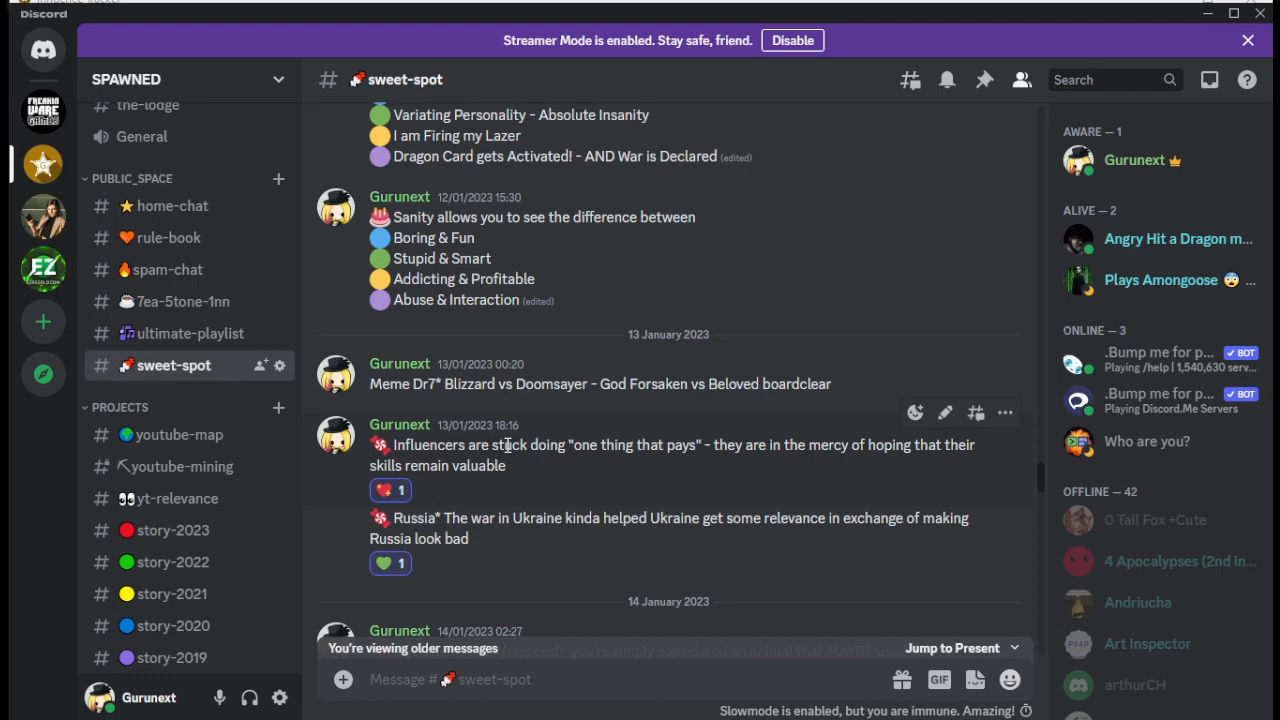 Discord
Streamer Mode is enabled. Stay safe, friend.
Disable
FREAKIN
WARE
GAMES
G
EZ
SPAWNED
the-lodge
General
PUBLIC_SPACE
home-chat
rule-book
spam-chat
7ea-5tone-1nn
ultimate-playlist
sweet-spot
PROJECTS
youtube-map
youtube-mining
yt-relevance
story-2023
story-2022
story-2021
story-2020
story-2019
Gurunext
sweet-spot
Search
Variating Personality - Absolute Insanity
I am Firing my Lazer
Dragon Card gets Activated! - AND War is Declared (edited)
Gurunext 12/01/2023 15:30
Sanity allows you to see the difference between
Boring & Fun
Stupid & Smart
Addicting & Profitable
Abuse & Interaction (edited)
13 January 2023
Gurunext 13/01/2023 00:20
Meme Dr7* Blizzard vs Doomsayer - God Forsaken vs Beloved boardclear
Gurunext 13/01/2023 18:16
Influencers are stuck doing "one thing that pays" - they are in the mercy of hoping that their
skills remain valuable
1
Russia* The war in Ukraine kinda helped Ukraine get some relevance in exchange of making
Russia look bad
1
14 January 2023
Gurunext 14/01/2023 02:27
You're viewing older messages
Jump to Present
Message # sweet-spot
GIF
Slowmode is enabled, but you are immune. Amazing!
AWARE — 1
Gurunext
ALIVE — 2
Angry Hit a Dragon m...
Plays Amongoose ...
ONLINE — 3
.Bump me for p... BOT
Playing /help | 1,540,630 serv...
.Bump me for p... BOT
Playing Discord.Me Servers
Who are you?
OFFLINE — 42
0 Tall Fox +Cute
4 Apocalypses (2nd in...
Andriucha
Art Inspector
arthurCH